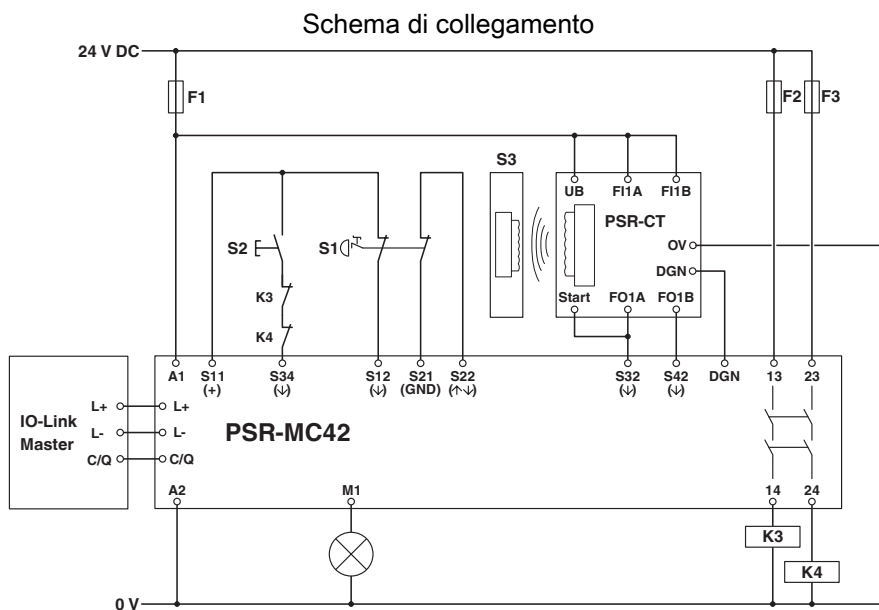 Schema di collegamento
24 V DC
F1
F2
F3
S3
UB
FI1A
FI1B
PSR-CT
S2
S1
0V
DGN
K3
Start
FO1A
FO1B
K4
A1
S11
(+)
S34
(↓)
S12
(↓)
S21
(GND)
S22
(↑↓)
S32
(↓)
S42
(↓)
DGN
13
23
IO-Link
Master
L+
L+
L-
L-
C/Q
C/Q
PSR-MC42
A2
M1
14
24
K3
K4
0 V